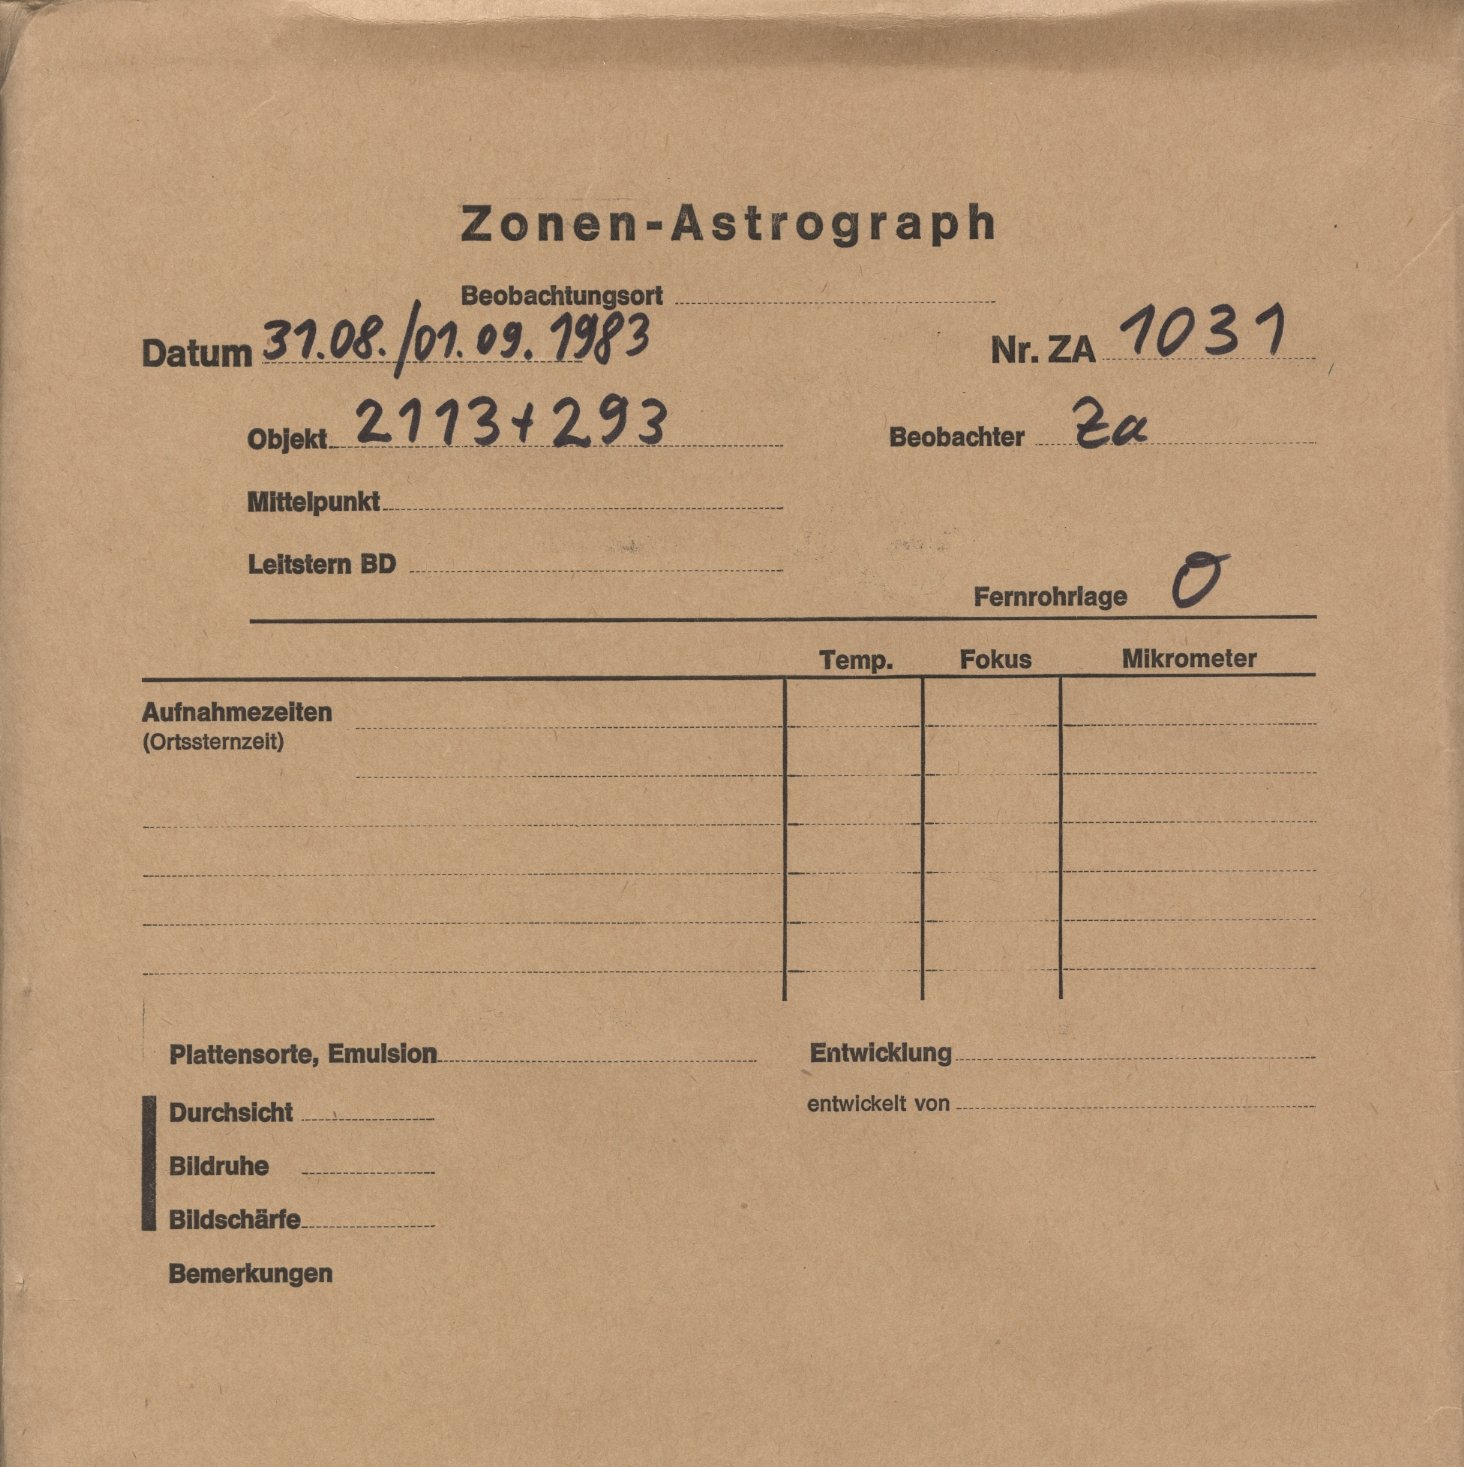 Zonen-Astrograph
Beobachtungsort
Datum 31.08./01.09.1983 Nr. ZA 1031
Objekt 2113+293 Beobachter Za
Mittelpunkt
Leitstern BD
Fernrohrlage O
Temp. Fokus Mikrometer
Aufnahmezeiten
(Ortssternzeit)
Plattensorte, Emulsion Entwicklung
Durchsicht entwickelt von
Bildruhe
Bildschärfe
Bemerkungen